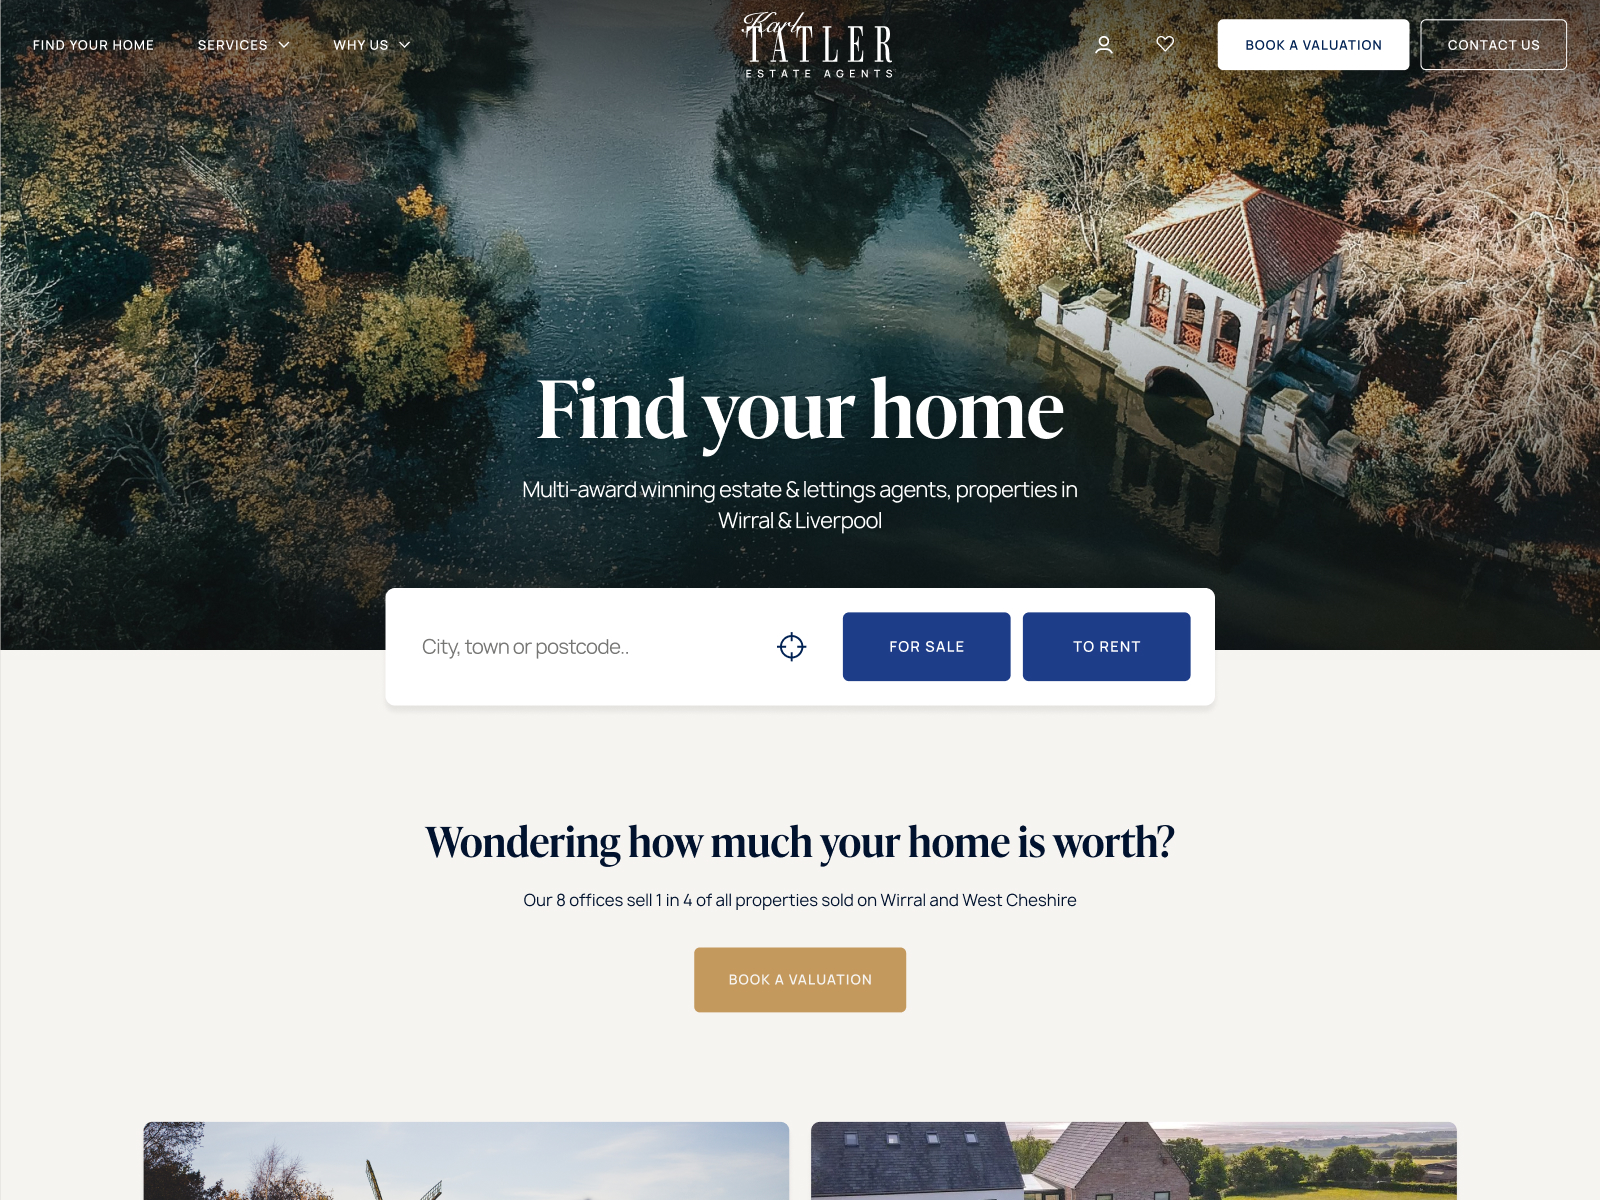 FIND YOUR HOME
SERVICES
WHY US
Karl
TATLER
ESTATE AGENTS
BOOK A VALUATION
CONTACT US
Find your home
Multi-award winning estate & lettings agents, properties in
Wirral & Liverpool
City, town or postcode..
FOR SALE
TO RENT
Wondering how much your home is worth?
Our 8 offices sell 1 in 4 of all properties sold on Wirral and West Cheshire
BOOK A VALUATION